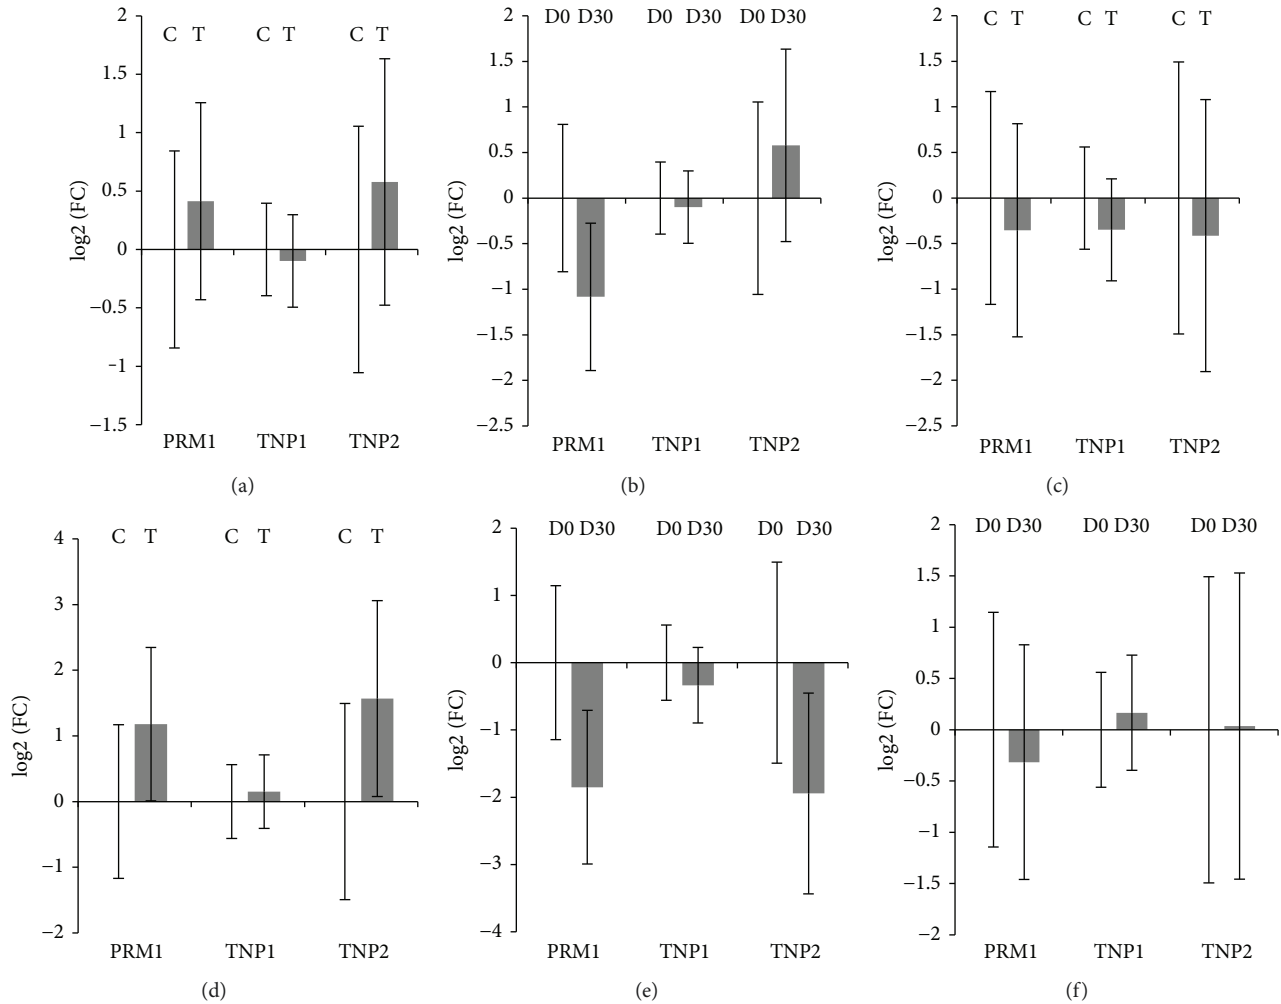 2
1.5
1
0.5
0
−0.5
−1
−1.5
log2 (FC)
C T C T C T
PRM1 TNP1 TNP2
(a)
2
1.5
1
0.5
0
−0.5
−1
−1.5
−2
−2.5
log2 (FC)
D0 D30 D0 D30 D0 D30
PRM1 TNP1 TNP2
(b)
2
1.5
1
0.5
0
−0.5
−1
−1.5
−2
−2.5
log2 (FC)
C T C T C T
PRM1 TNP1 TNP2
(c)
4
3
2
1
0
−1
−2
log2 (FC)
C T C T C T
PRM1 TNP1 TNP2
(d)
2
1
0
−1
−2
−3
−4
log2 (FC)
D0 D30 D0 D30 D0 D30
PRM1 TNP1 TNP2
(e)
2
1.5
1
0.5
0
−0.5
−1
−1.5
−2
log2 (FC)
D0 D30 D0 D30 D0 D30
PRM1 TNP1 TNP2
(f)